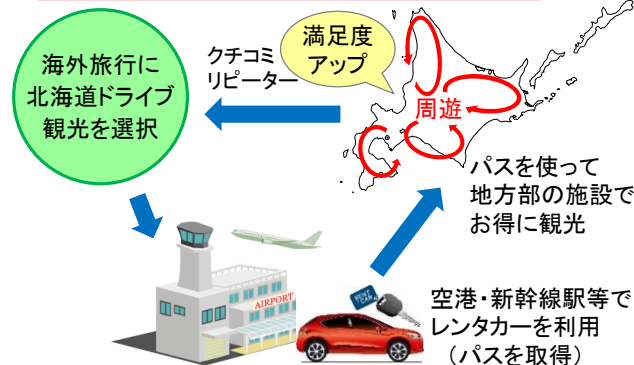 海外旅行に
北海道ドライブ
観光を選択
クチコミ
リピーター
満足度
アップ
周遊
パスを使って
地方部の施設で
お得に観光
AIRPORT
RENT
CAR
空港・新幹線駅等で
レンタカーを利用
（パスを取得）